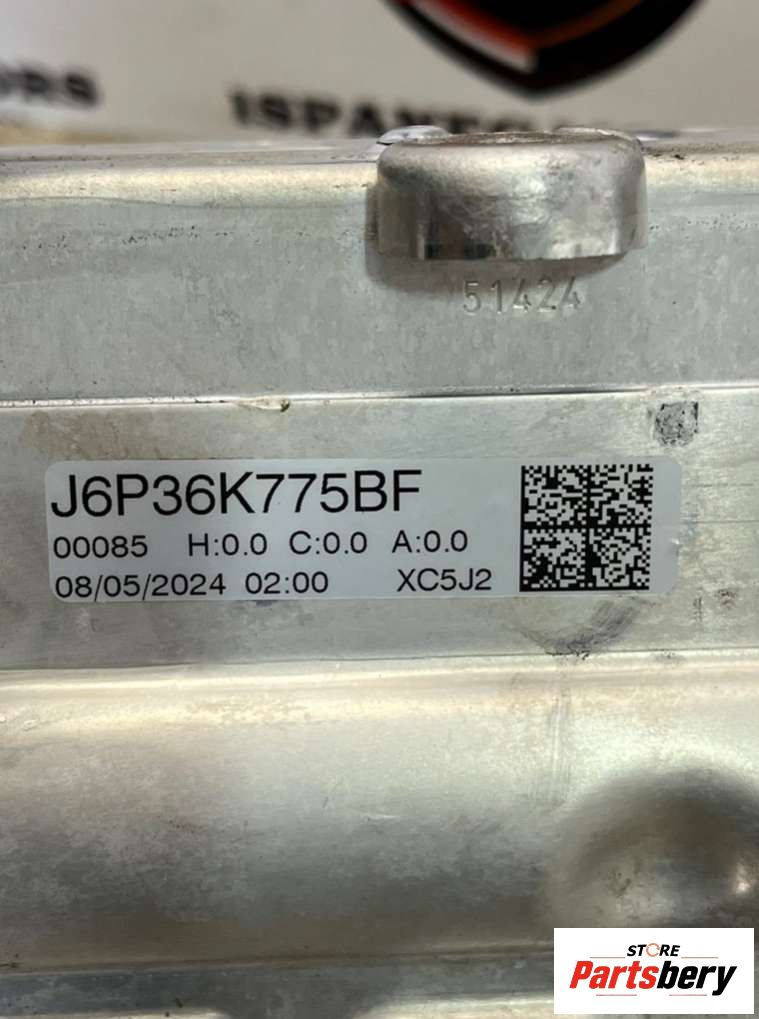 51424
J6P36K775BF
00085 H:0.0 C:0.0 A:0.0
08/05/2024 02:00 XC5J2
STORE
Partsbery